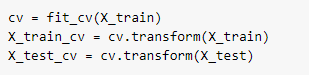 cv = fit_cv(X_train)
X_train_cv = cv.transform(X_train)
X_test_cv = cv.transform(X_test)